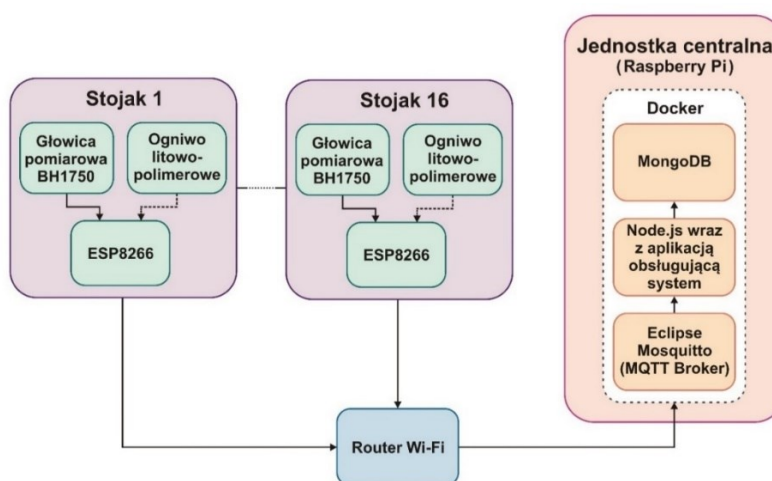 Stojak 1
Głowica
pomiarowa
BH1750
Ogniwo
litowo-
polimerowe
ESP8266
Stojak 16
Głowica
pomiarowa
BH1750
Ogniwo
litowo-
polimerowe
ESP8266
Router Wi-Fi
Jednostka centralna
(Raspberry Pi)
Docker
MongoDB
Node.js wraz
z aplikacją
obsługującą
system
Eclipse
Mosquitto
(MQTT Broker)